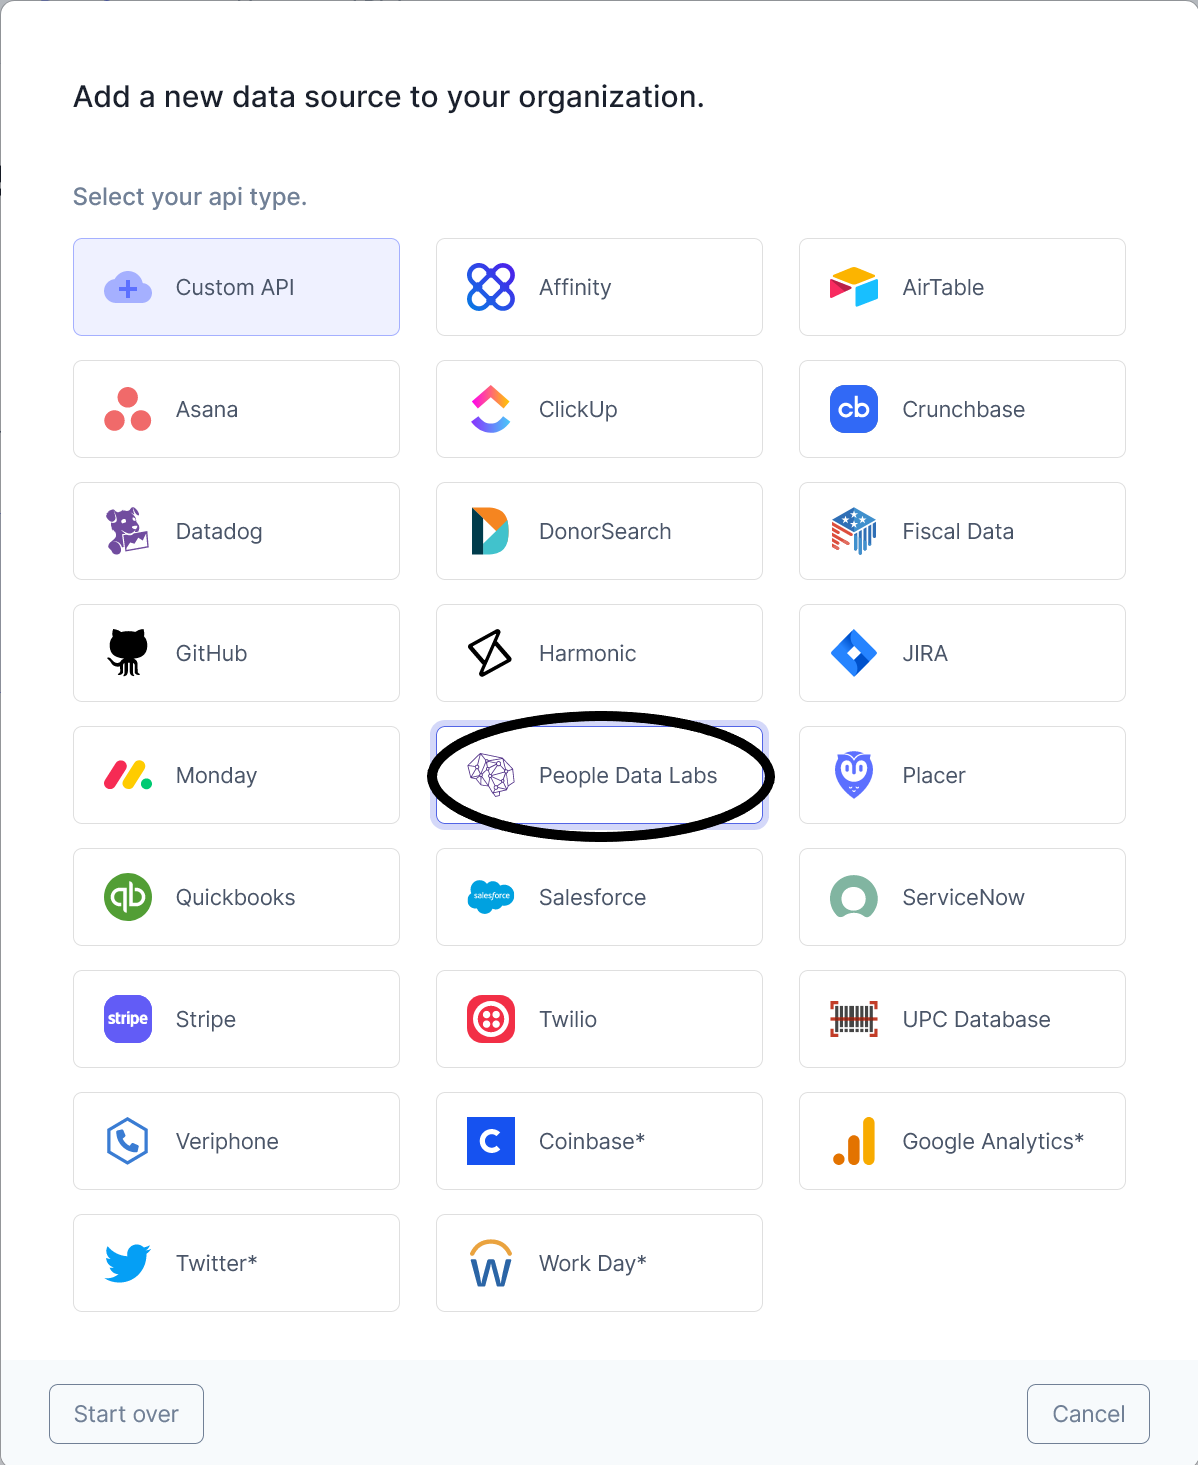 Add a new data source to your organization.
Select your api type.
Custom API
Affinity
AirTable
Asana
ClickUp
cb
Crunchbase
Datadog
DonorSearch
Fiscal Data
GitHub
Harmonic
JIRA
Monday
People Data Labs
Placer
qb
Quickbooks
salesforce
Salesforce
ServiceNow
stripe
Stripe
Twilio
UPC Database
Veriphone
C
Coinbase*
Google Analytics*
Twitter*
W
Work Day*
Start over
Cancel